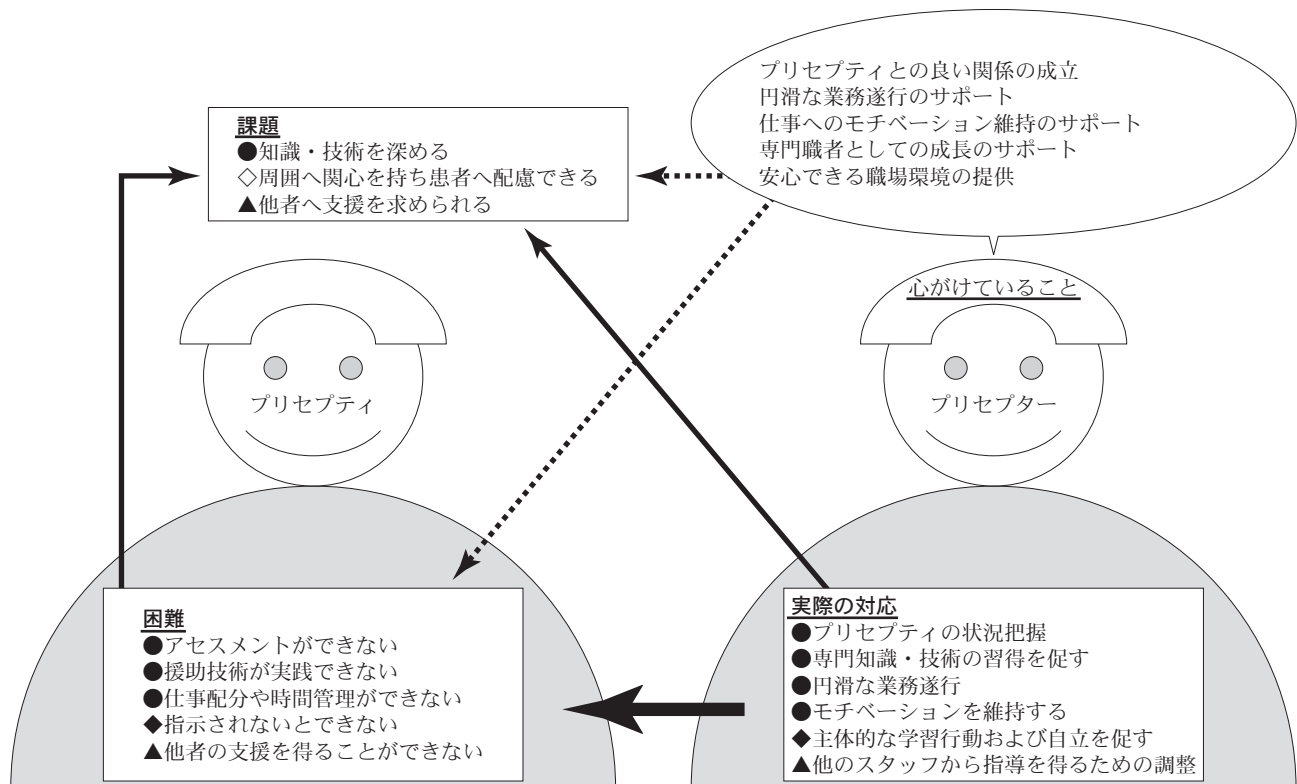 プリセプティとの良い関係の成立
円滑な業務遂行のサポート
仕事へのモチベーション維持のサポート
専門職者としての成長のサポート
安心できる職場環境の提供
課題
●知識・技術を深める
◇周囲へ関心を持ち患者へ配慮できる
▲他者へ支援を求められる
心がけていること
プリセプティ
プリセプター
困難
●アセスメントができない
●援助技術が実践できない
●仕事配分や時間管理ができない
◆指示されないとできない
▲他者の支援を得ることができない
実際の対応
●プリセプティの状況把握
●専門知識・技術の習得を促す
●円滑な業務遂行
●モチベーションを維持する
◆主体的な学習行動および自立を促す
▲他のスタッフから指導を得るための調整